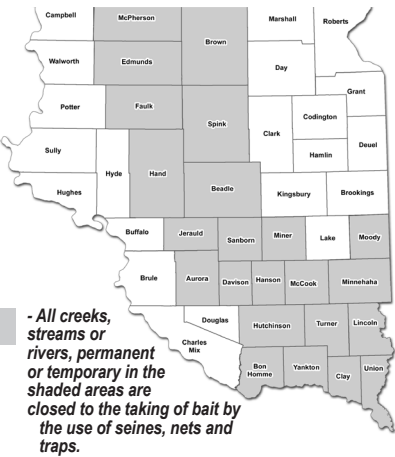 Campbell
McPherson
Brown
Marshall
Roberts
Walworth
Edmunds
Day
Grant
Potter
Faulk
Spink
Clark
Codington
Deuel
Hamlin
Sully
Hyde
Hand
Hughes
Beadle
Kingsbury
Brookings
Buffalo
Jerauld
Sanborn
Miner
Lake
Moody
Brule
Aurora
Davison
Hanson
McCook
Minnehaha
Douglas
Charles
Mix
Hutchinson
Turner
Lincoln
Bon
Homme
Yankton
Clay
Union
- All creeks,
streams or
rivers, permanent
or temporary in the
shaded areas are
closed to the taking of bait by
the use of seines, nets and
traps.